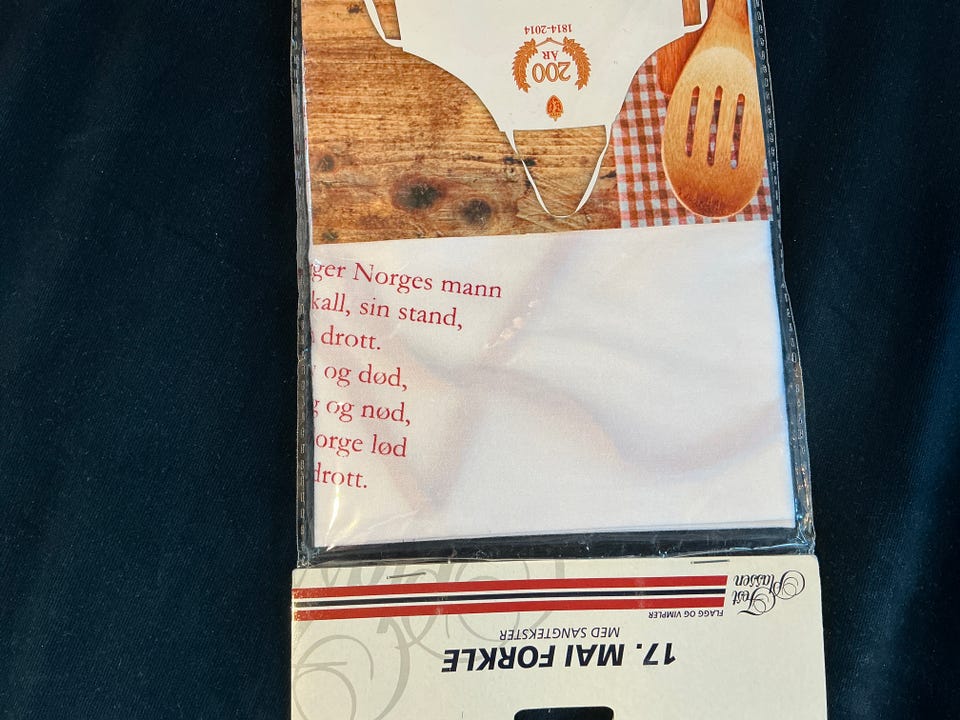 1814-2014
200
ÅR
ger Norges mann
kall, sin stand,
drott.
og død,
og nød,
orge lød
drott.
Fest
Plassen
FLAGG OG VIMPLER
MED SANGTEKSTER
17. MAI FORKLE